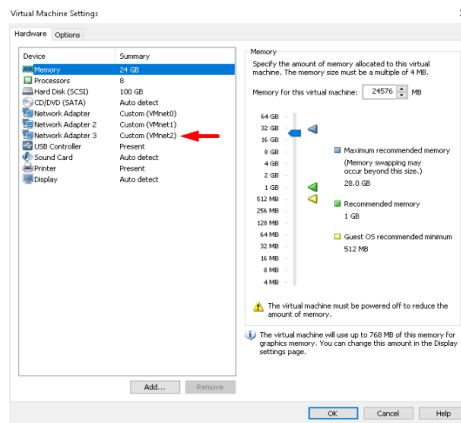 Virtual Machine Settings
Hardware Options
Device Summary
Memory 24 GB
Processors 8
Hard Disk (SCSI) 100 GB
CD/DVD (SATA) Auto detect
Network Adapter Custom (VMnet0)
Network Adapter 2 Custom (VMnet1)
Network Adapter 3 Custom (VMnet2)
USB Controller Present
Sound Card Auto detect
Printer Present
Display Auto detect
Add... Remove
Memory
Specify the amount of memory allocated to this virtual
machine. The memory size must be a multiple of 4 MB.
Memory for this virtual machine: 24576 MB
64 GB
32 GB
16 GB
8 GB
4 GB
2 GB
1 GB
512 MB
256 MB
128 MB
64 MB
32 MB
16 MB
8 MB
4 MB
Maximum recommended memory
(Memory swapping may
occur beyond this size.)
28.0 GB
Recommended memory
1 GB
Guest OS recommended minimum
512 MB
The virtual machine must be powered off to reduce the
amount of memory.
The virtual machine will use up to 768 MB of this memory for
graphics memory. You can change this amount in the Display
settings page.
OK Cancel Help